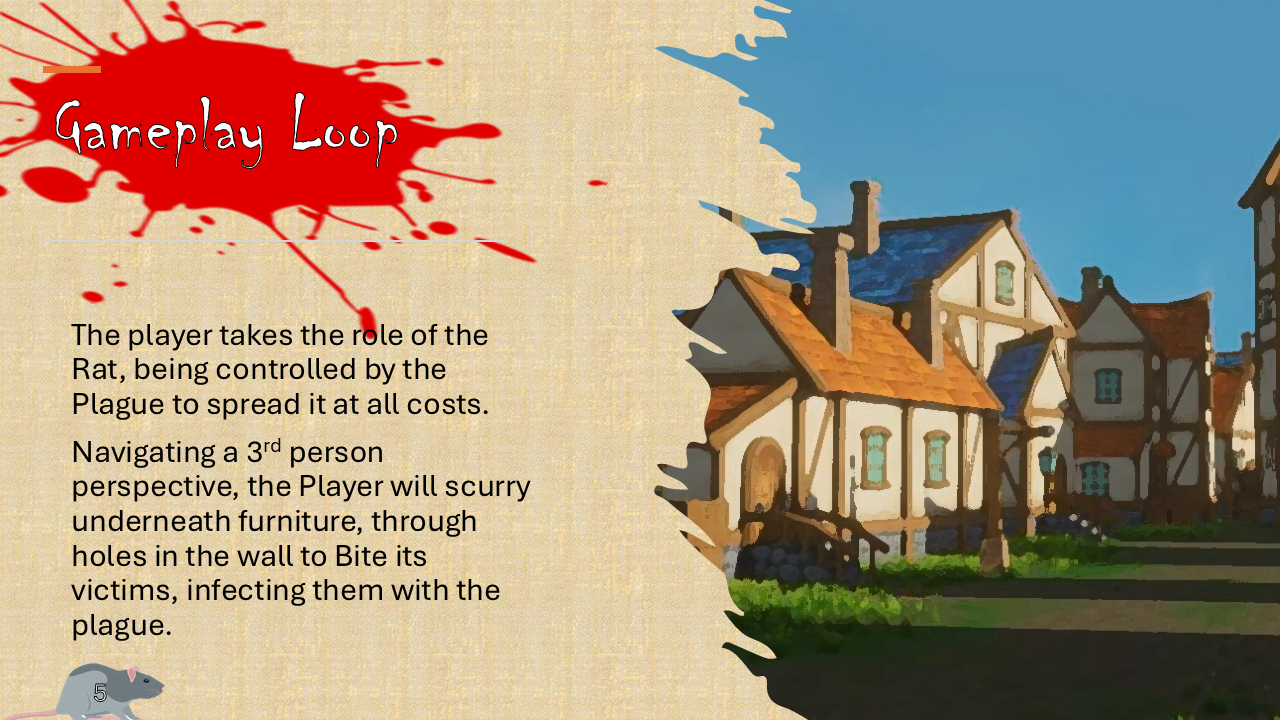 Gameplay Loop
The player takes the role of the
Rat, being controlled by the
Plague to spread it at all costs.
Navigating a 3rd person
perspective, the Player will scurry
underneath furniture, through
holes in the wall to Bite its
victims, infecting them with the
plague.
5